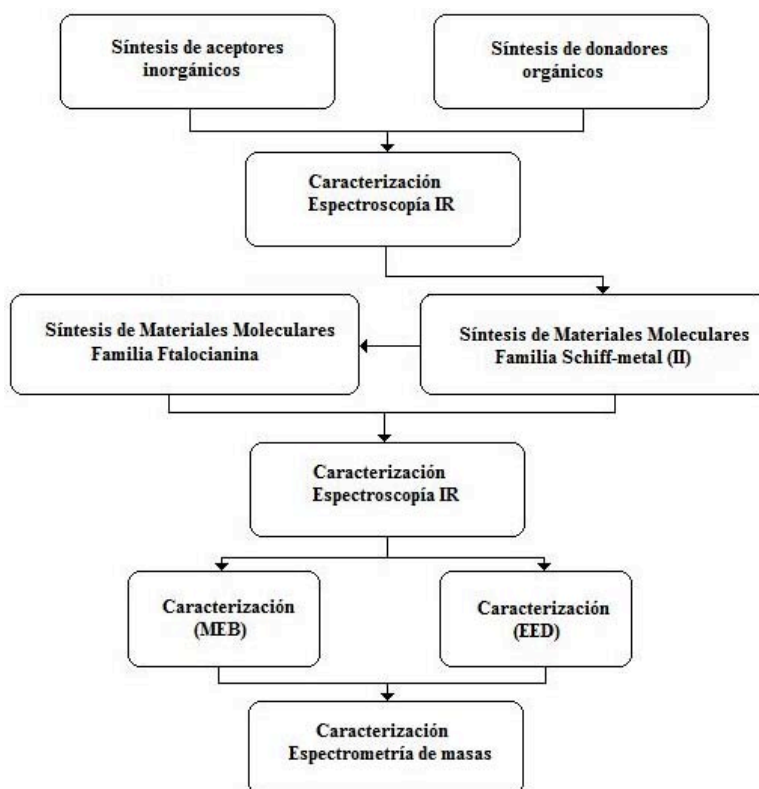 Síntesis de aceptores
inorgánicos
Síntesis de donadores
orgánicos
Caracterización
Espectroscopía IR
Síntesis de Materiales Moleculares
Familia Ftalocianina
Síntesis de Materiales Moleculares
Familia Schiff-metal (II)
Caracterización
Espectroscopía IR
Caracterización
(MEB)
Caracterización
(EED)
Caracterización
Espectrometría de masas